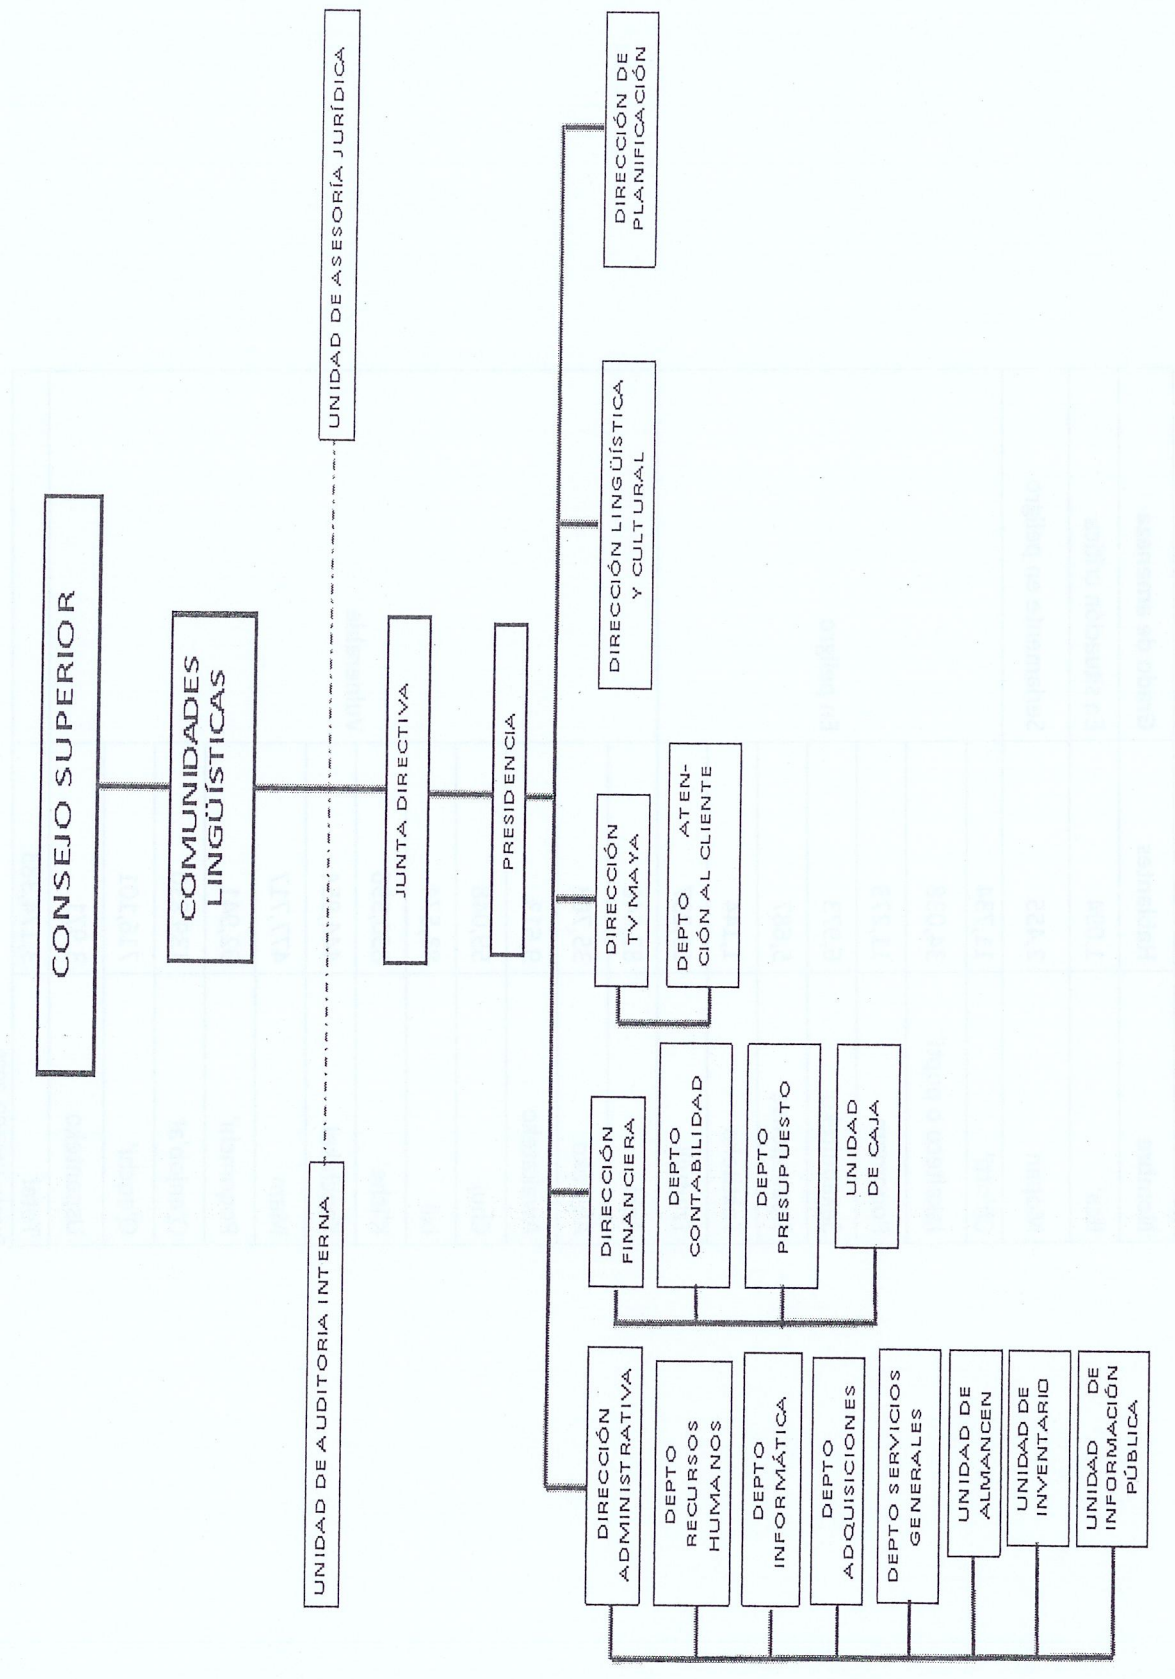 CONSEJO SUPERIOR
COMUNIDADES
LINGÜÍSTICAS
UNIDAD DE AUDITORIA INTERNA
UNIDAD DE ASESORÍA JURÍDICA
JUNTA DIRECTIVA
PRESIDENCIA
DIRECCIÓN
ADMINISTRATIVA
DEPTO
RECURSOS
HUMANOS
DEPTO
INFORMÁTICA
DEPTO
ADQUISICIONES
DEPTO SERVICIOS
GENERALES
UNIDAD DE
ALMANCEN
UNIDAD DE
INVENTARIO
UNIDAD DE
INFORMACIÓN
PÚBLICA
DIRECCIÓN
FINANCIERA
DEPTO
CONTABILIDAD
DEPTO
PRESUPUESTO
UNIDAD
DE CAJA
DIRECCIÓN
TV MAYA
DEPTO ATEN-
CIÓN AL CLIENTE
DIRECCIÓN LINGÜÍSTICA
Y CULTURAL
DIRECCIÓN DE
PLANIFICACIÓN